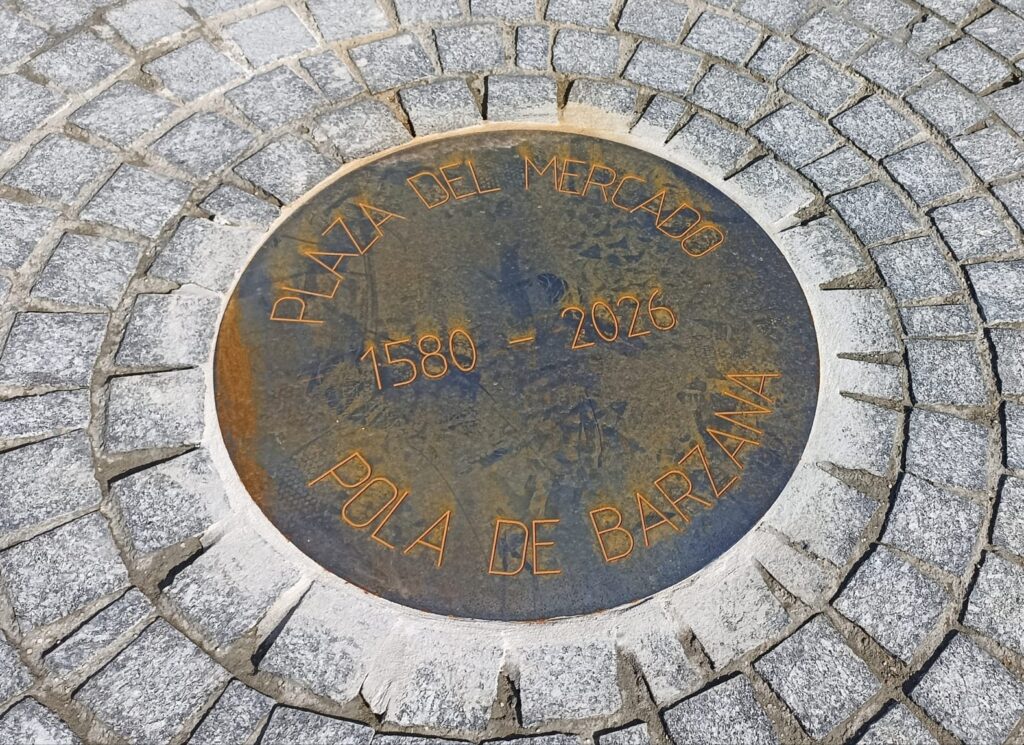 PLAZA DEL MERCADO
1580 - 2026
POLA DE BARZANA